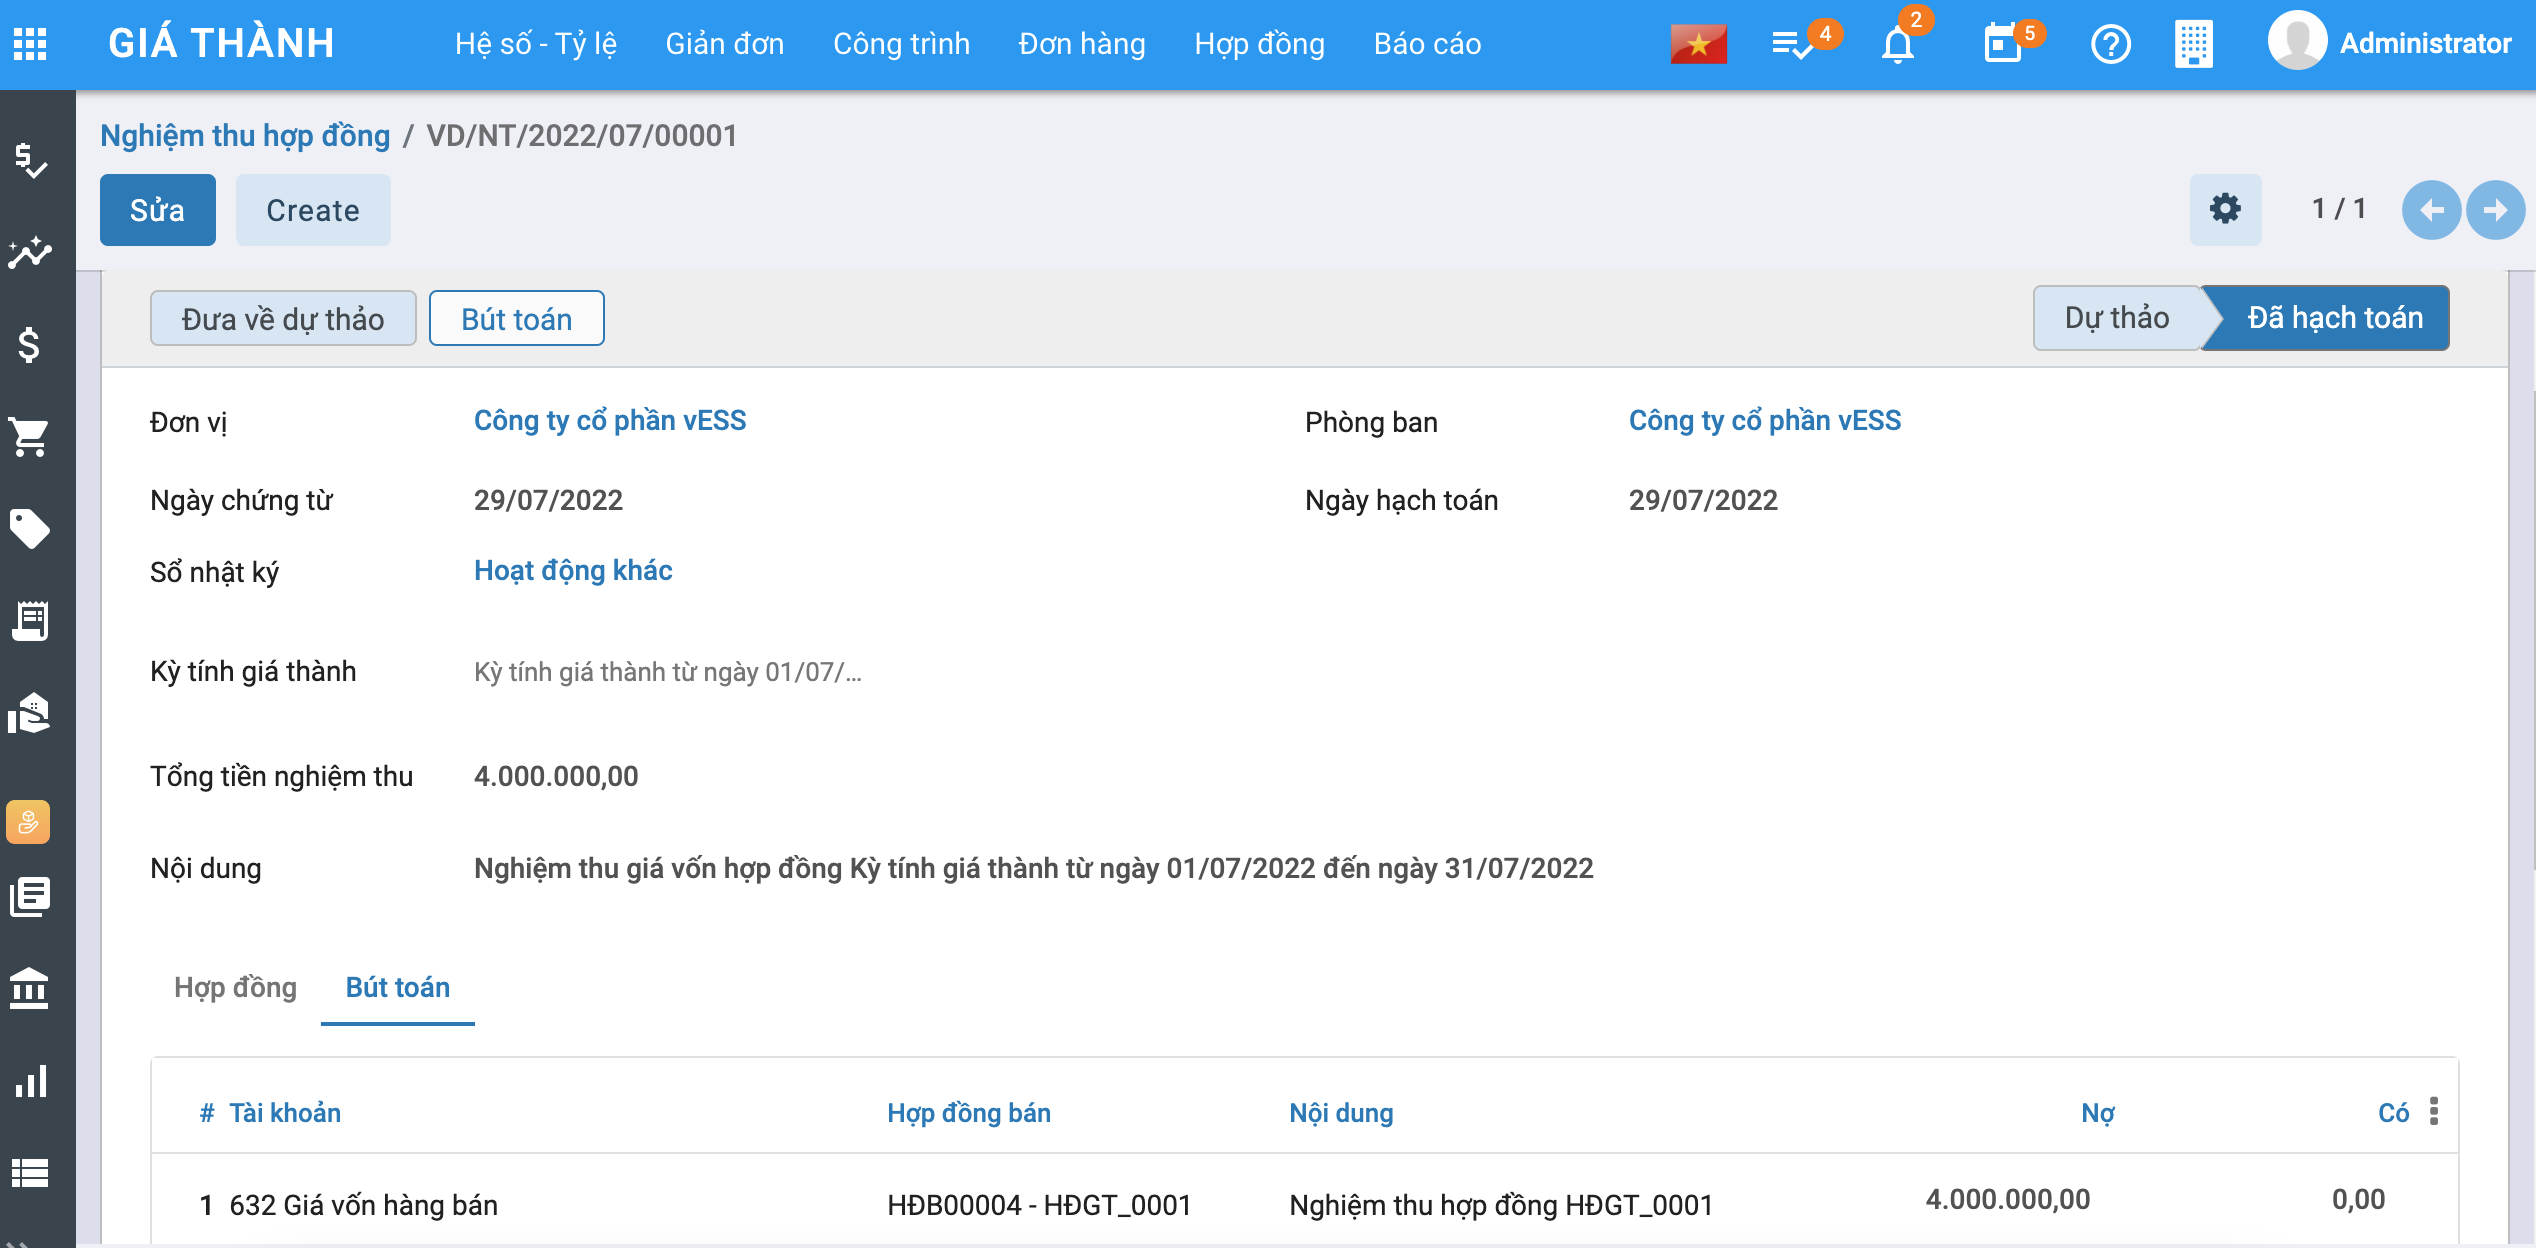 GIÁ THÀNH Hệ số - Tỷ lệ Giản đơn Công trình Đơn hàng Hợp đồng Báo cáo 4 2 5 Administrator
Nghiệm thu hợp đồng / VD/NT/2022/07/00001
Sửa Create 1 / 1
Đưa về dự thảo Bút toán Dự thảo Đã hạch toán
Đơn vị Công ty cổ phần vESS Phòng ban Công ty cổ phần vESS
Ngày chứng từ 29/07/2022 Ngày hạch toán 29/07/2022
Sổ nhật ký Hoạt động khác
Kỳ tính giá thành Kỳ tính giá thành từ ngày 01/07/...
Tổng tiền nghiệm thu 4.000.000,00
Nội dung Nghiệm thu giá vốn hợp đồng Kỳ tính giá thành từ ngày 01/07/2022 đến ngày 31/07/2022
Hợp đồng Bút toán
# Tài khoản Hợp đồng bán Nội dung Nợ Có
1 632 Giá vốn hàng bán HĐB00004 - HĐGT_0001 Nghiệm thu hợp đồng HĐGT_0001 4.000.000,00 0,00